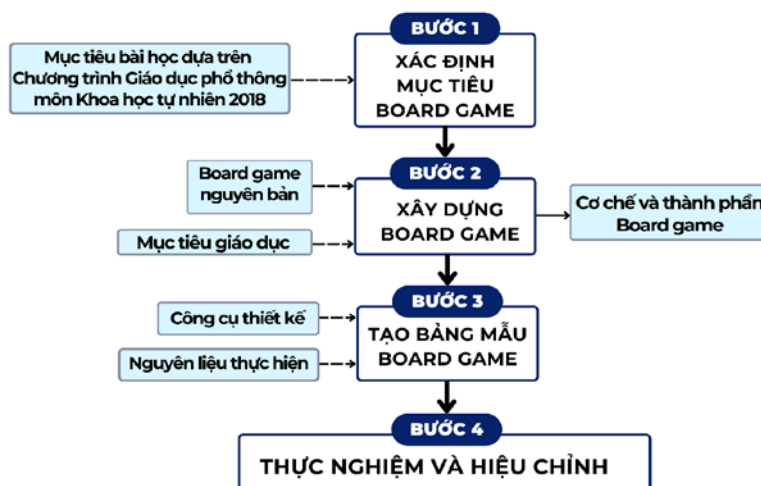 BƯỚC 1
Mục tiêu bài học dựa trên
Chương trình Giáo dục phổ thông
môn Khoa học tự nhiên 2018
XÁC ĐỊNH
MỤC TIÊU
BOARD GAME
BƯỚC 2
Board game
nguyên bản
Mục tiêu giáo dục
XÂY DỰNG
BOARD GAME
Cơ chế và thành phần
Board game
BƯỚC 3
Công cụ thiết kế
Nguyên liệu thực hiện
TẠO BẢNG MẪU
BOARD GAME
BƯỚC 4
THỰC NGHIỆM VÀ HIỆU CHỈNH